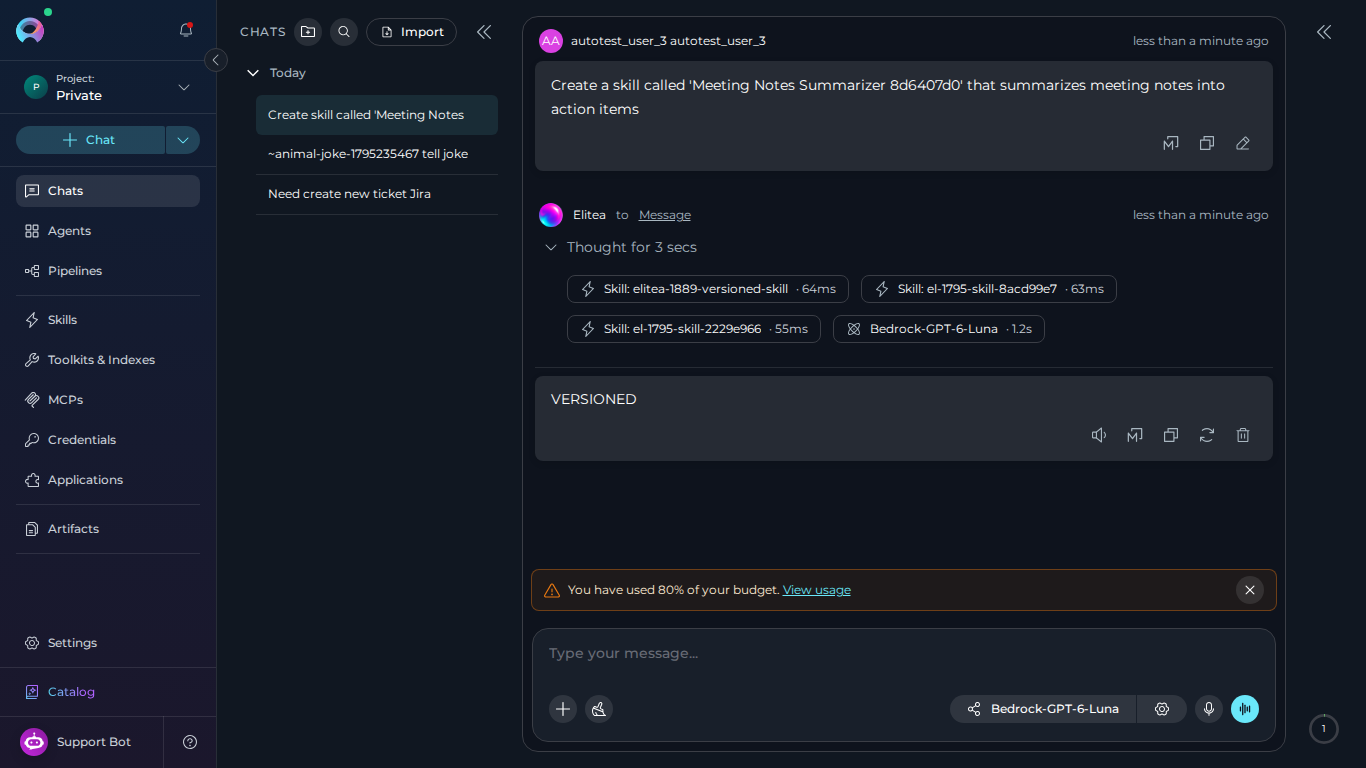 Project:
P
Private
Chat
Chats
Agents
Pipelines
Skills
Toolkits & Indexes
MCPs
Credentials
Applications
Artifacts
Settings
Catalog
Support Bot
CHATS
Import
Today
Create skill called 'Meeting Notes
~animal-joke-1795235467 tell joke
Need create new ticket Jira
AA autotest_user_3 autotest_user_3
less than a minute ago
Create a skill called 'Meeting Notes Summarizer 8d6407d0' that summarizes meeting notes into
action items
Elitea to Message
less than a minute ago
Thought for 3 secs
Skill: elitea-1889-versioned-skill · 64ms
Skill: el-1795-skill-8acd99e7 · 63ms
Skill: el-1795-skill-2229e966 · 55ms
Bedrock-GPT-6-Luna · 1.2s
VERSIONED
You have used 80% of your budget. View usage
Type your message...
Bedrock-GPT-6-Luna
1